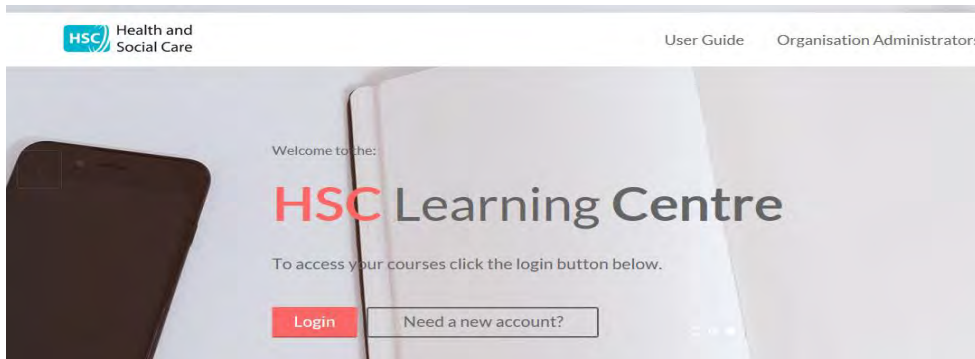 HSC Health and
Social Care
User Guide Organisation Administrators
Welcome to the:
HSC Learning Centre
To access your courses click the login button below.
Login Need a new account?